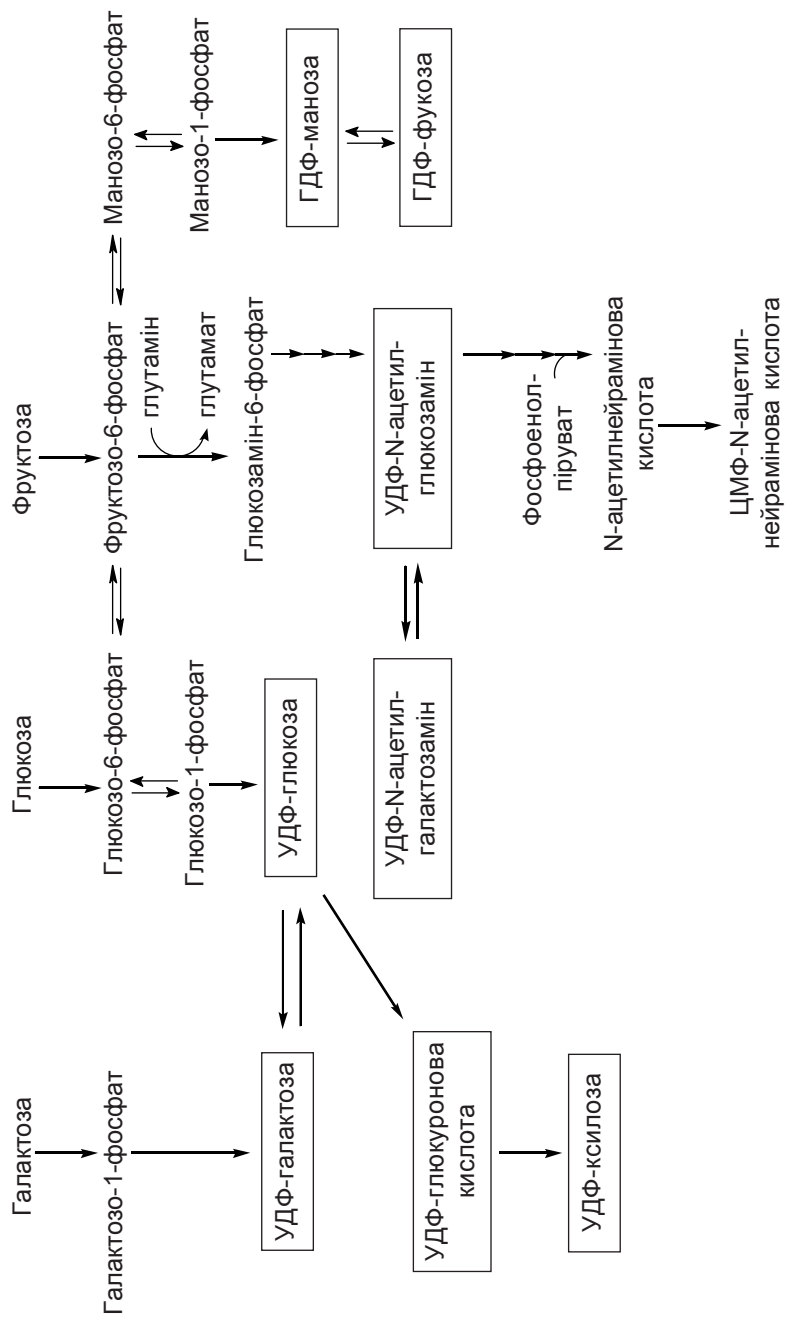 Галактоза
Галактозо-1-фосфат
УДФ-галактоза
УДФ-глюкуронова
кислота
УДФ-ксилоза
Глюкоза
Глюкозо-6-фосфат
Глюкозо-1-фосфат
УДФ-глюкоза
УДФ-N-ацетил-
галактозамін
Фруктоза
Фруктозо-6-фосфат
глутамін
глутамат
Глюкозамін-6-фосфат
УДФ-N-ацетил-
глюкозамін
Фосфоенол-
піруват
N-ацетилнейрамінова
кислота
ЦМФ-N-ацетил-
нейрамінова кислота
Манозо-6-фосфат
Манозо-1-фосфат
ГДФ-маноза
ГДФ-фукоза